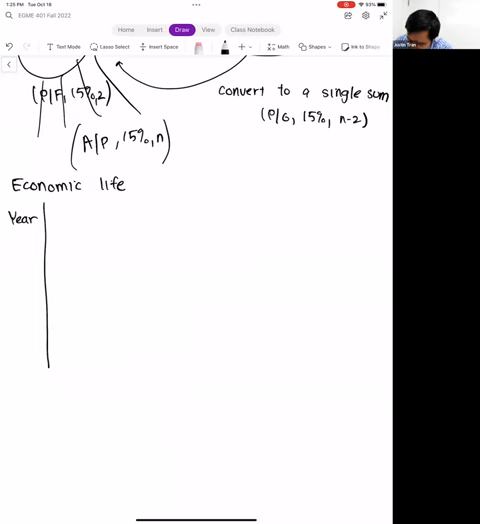 1:25 PM Tue Oct 18
93%
EGME 401 Fall 2022
Home Insert Draw View Class Notebook
Text Mode Lasso Select Insert Space Math Shapes Ink to Shape
Justin Tran
(P/F, 15%, 2)
convert to a single sum
(P/G, 15%, n-2)
(A/P, 15%, n)
Economic life
Year